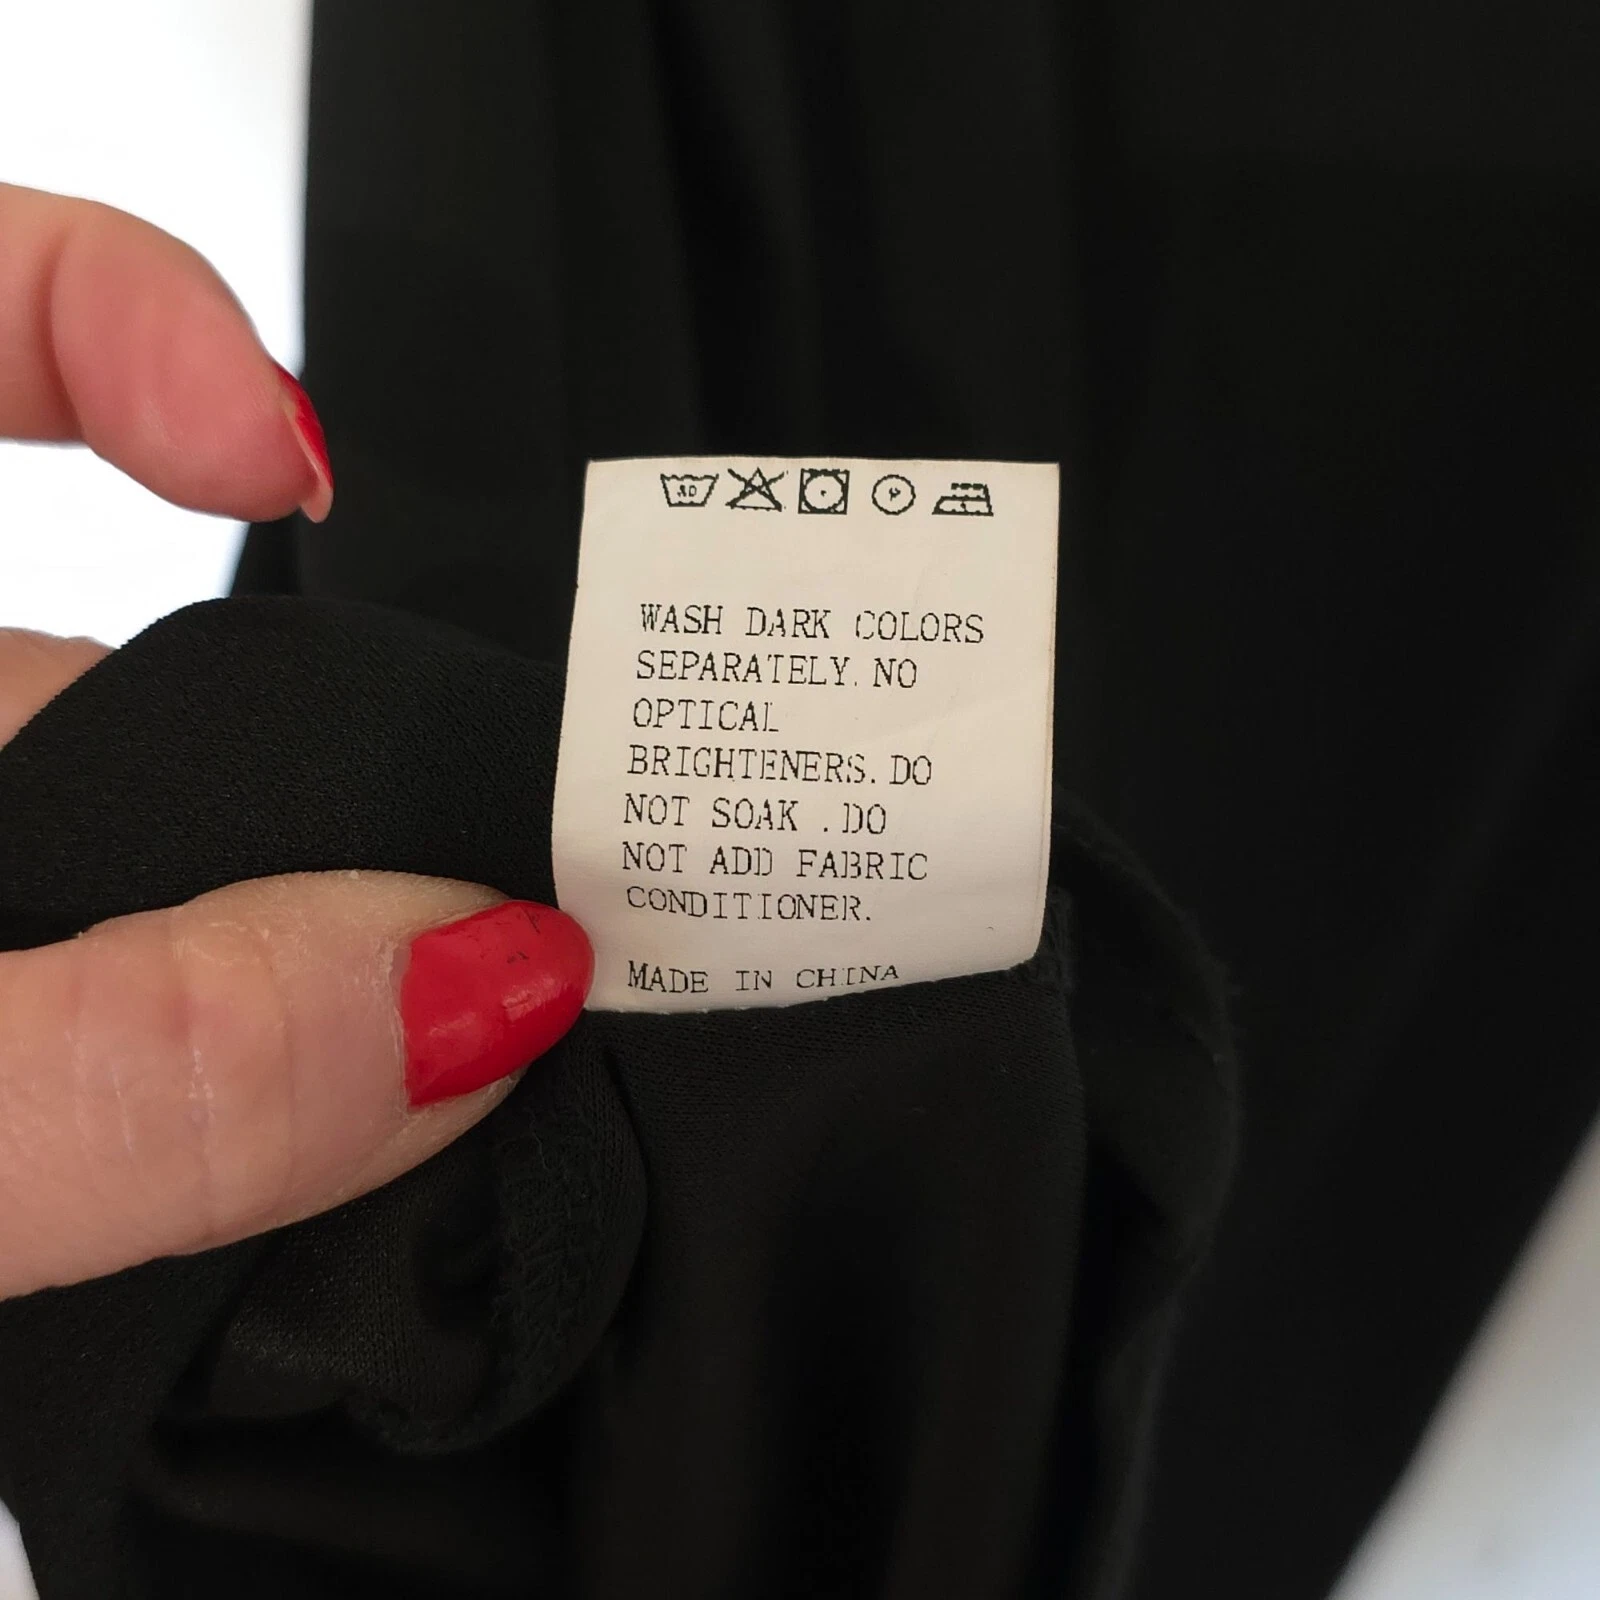 WASH DARK COLORS
SEPARATELY. NO
OPTICAL
BRIGHTENERS. DO
NOT SOAK . DO
NOT ADD FABRIC
CONDITIONER.
MADE IN CHINA